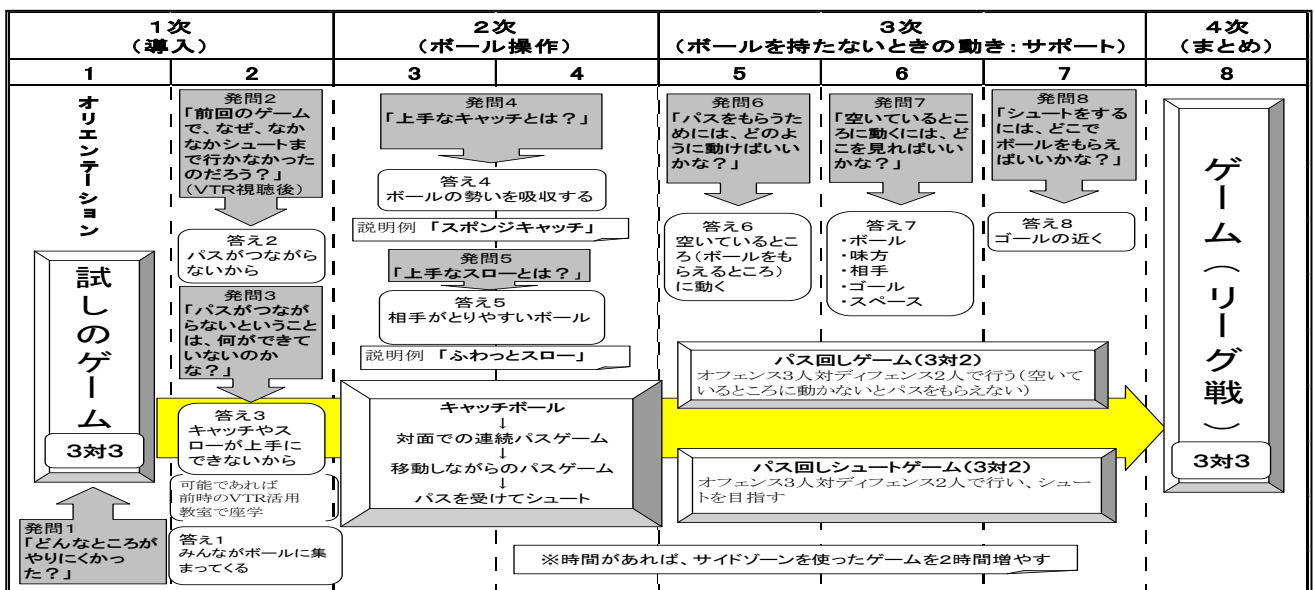 1次
(導入)
2次
(ボール操作)
3次
(ボールを持たないときの動き:サポート)
4次
(まとめ)
1
2
3
4
5
6
7
8
オリエンテーション
試しのゲーム
3対3
発問1
「どんなところが
やりにくかっ
た?」
発問2
「前回のゲーム
で、なぜ、なか
なかシュートま
で行かなかった
のだろう?」
(VTR視聴後)
答え2
パスがつながら
ないから
発問3
「パスがつなが
らないということ
は、何ができて
いないのか
な?」
答え3
キャッチやス
ローが上手に
できないから
可能であれば
前時のVTR活用
教室で座学
答え1
みんながボールに集
まってくる
発問4
「上手なキャッチとは?」
答え4
ボールの勢いを吸収する
説明例 「スポンジキャッチ」
発問5
「上手なスローとは?」
答え5
相手がとりやすいボール
説明例 「ふわっとスロー」
キャッチボール
↓
対面での連続パスゲーム
↓
移動しながらのパスゲーム
↓
パスを受けてシュート
発問6
「パスをもらうた
めには、どのよ
うに動けばいい
かな?」
答え6
空いているとこ
ろ(ボールをも
らえるところ)
に動く
発問7
「空いているとこ
ろに動くには、ど
こを見ればいい
かな?」
答え7
・ボール
・味方
・相手
・ゴール
・スペース
発問8
「シュートをする
には、どこで
ボールをもらえ
ばいいかな?」
答え8
ゴールの近く
パス回しゲーム(3対2)
オフェンス3人対ディフェンス2人で行う(空いて
いるところに動かないとパスをもらえない)
パス回しシュートゲーム(3対2)
オフェンス3人対ディフェンス2人で行い、シュー
トを目指す
※時間があれば、サイドゾーンを使ったゲームを2時間増やす
ゲーム(リーグ戦)
3対3